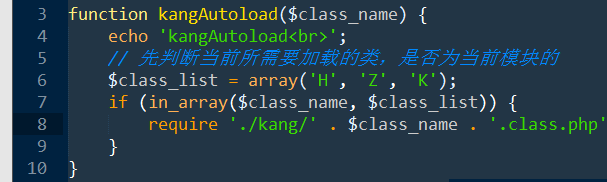 3 function kangAutoload($class_name) {
4     echo 'kangAutoload<br>';
5     // 先判断当前所需要加载的类，是否为当前模块的
6     $class_list = array('H', 'Z', 'K');
7     if (in_array($class_name, $class_list)) {
8         require './kang/' . $class_name . '.class.php'
9     }
10 }